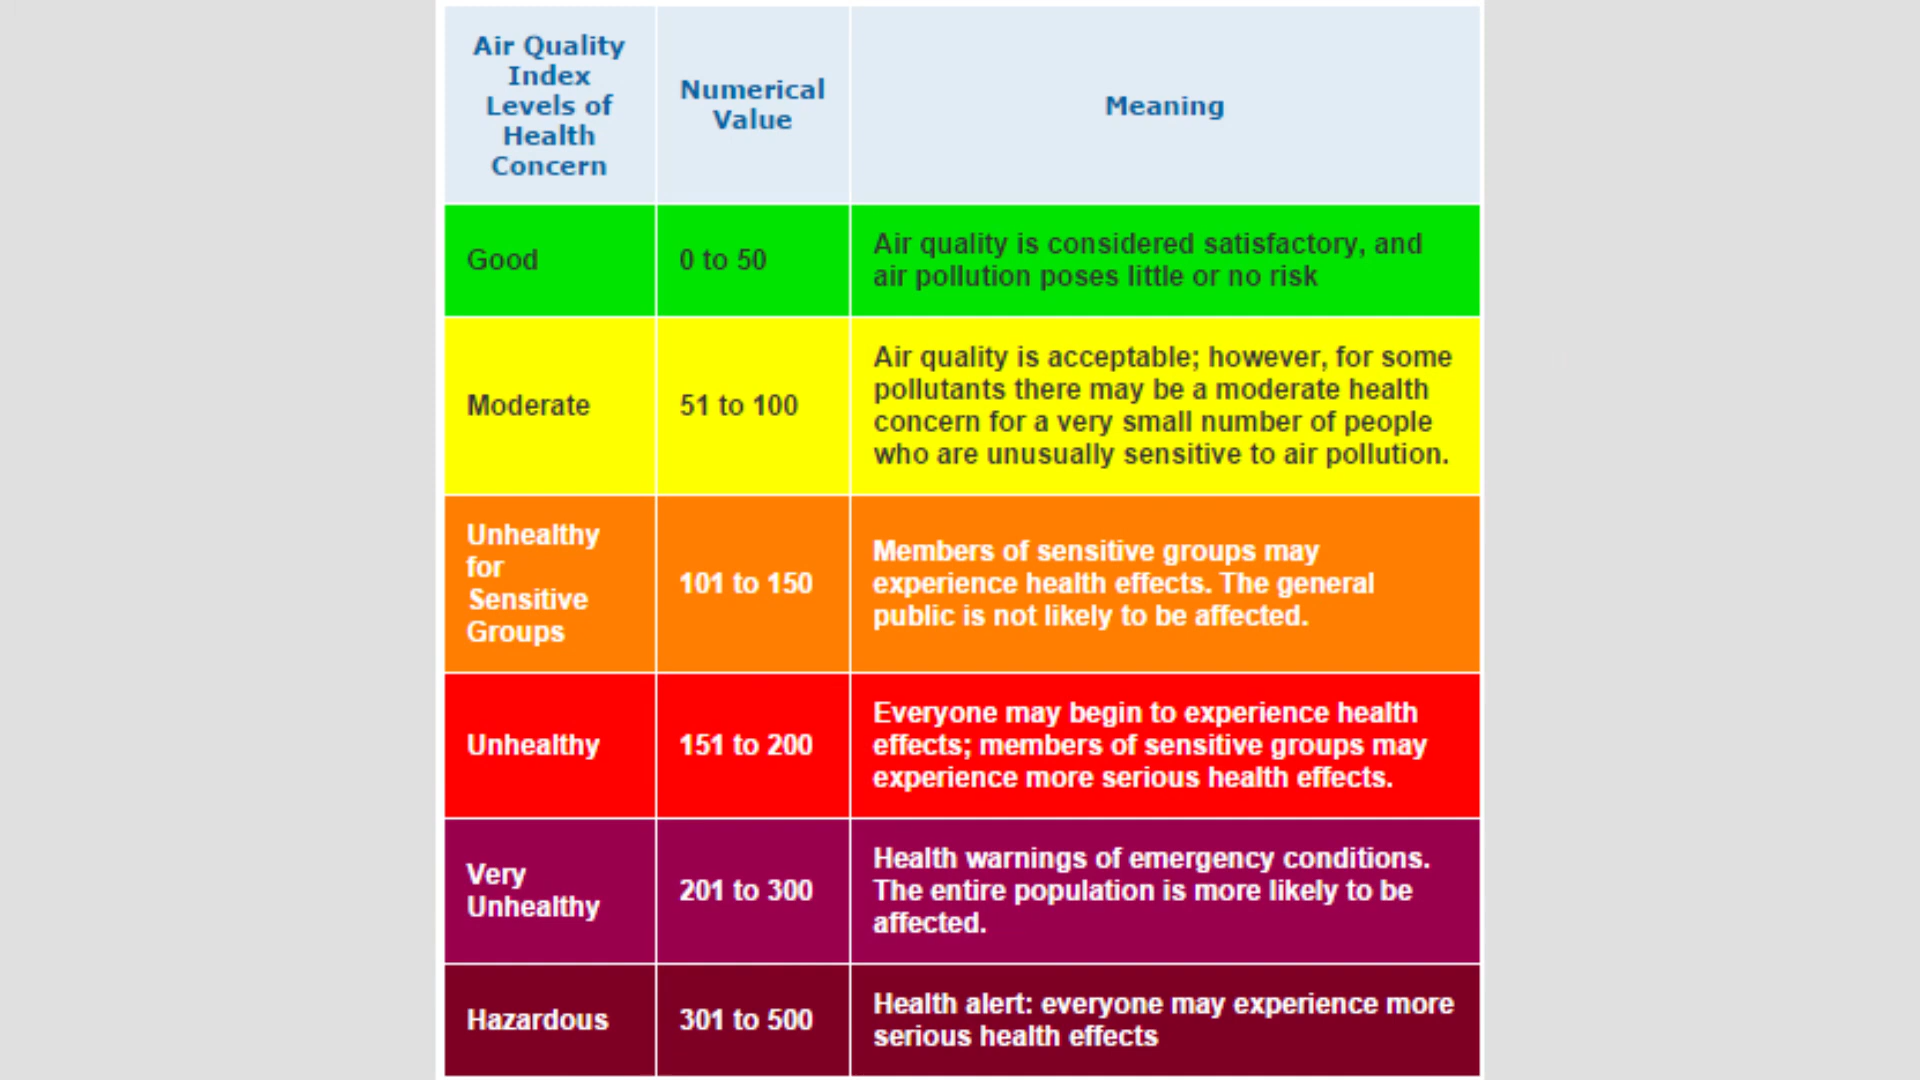 Air Quality
Index
Levels of
Health
Concern
Numerical
Value
Meaning
Good
0 to 50
Air quality is considered satisfactory, and
air pollution poses little or no risk
Moderate
51 to 100
Air quality is acceptable; however, for some
pollutants there may be a moderate health
concern for a very small number of people
who are unusually sensitive to air pollution.
Unhealthy
for
Sensitive
Groups
101 to 150
Members of sensitive groups may
experience health effects. The general
public is not likely to be affected.
Unhealthy
151 to 200
Everyone may begin to experience health
effects; members of sensitive groups may
experience more serious health effects.
Very
Unhealthy
201 to 300
Health warnings of emergency conditions.
The entire population is more likely to be
affected.
Hazardous
301 to 500
Health alert: everyone may experience more
serious health effects